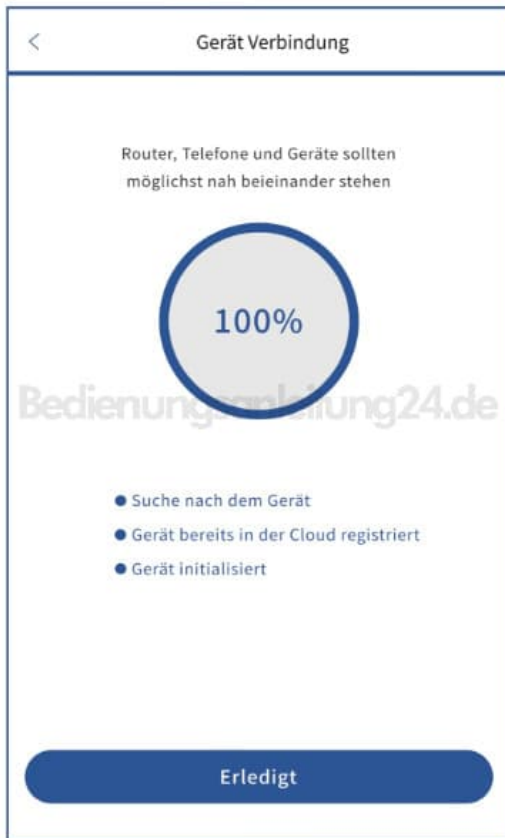 Gerät Verbindung
Router, Telefone und Geräte sollten
möglichst nah beieinander stehen
100%
Bedienungsanleitung24.de
Suche nach dem Gerät
Gerät bereits in der Cloud registriert
Gerät initialisiert
Erledigt